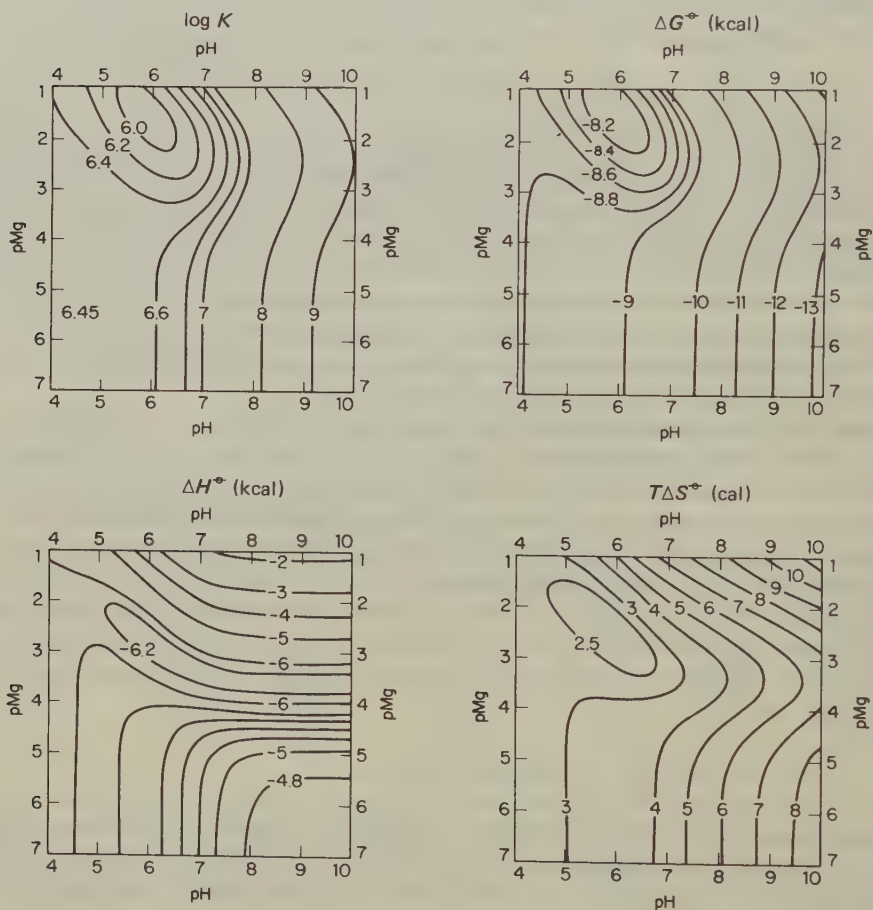 log K
pH
4 5 6 7 8 9 10
1 1
6.0
2 2
6.2
6.4
3 3
pMg 4 4 pMg
5 6.45 6.6 7 8 9 5
6 6
7 7
4 5 6 7 8 9 10
pH
ΔG⦵ (kcal)
pH
4 5 6 7 8 9 10
1 1
-8.2
2 2
-8.4
-8.6
3 -8.8 3
pMg 4 4 pMg
5 -9 -10 -11 -12 -13 5
6 6
7 7
4 5 6 7 8 9 10
pH
ΔH⦵ (kcal)
pH
4 5 6 7 8 9 10
1 -2 1
-3
2 -4 2
-5
3 -6.2 -6 3
pMg 4 -6 4 pMg
5 -5 5
-4.8
6 6
7 7
4 5 6 7 8 9 10
pH
TΔS⦵ (cal)
pH
4 5 6 7 8 9 10
1 10 1
9
2 3 4 5 6 7 8 2
2.5
3 3
pMg 4 4 pMg
5 5
6 3 4 5 6 7 8 6
7 7
4 5 6 7 8 9 10
pH